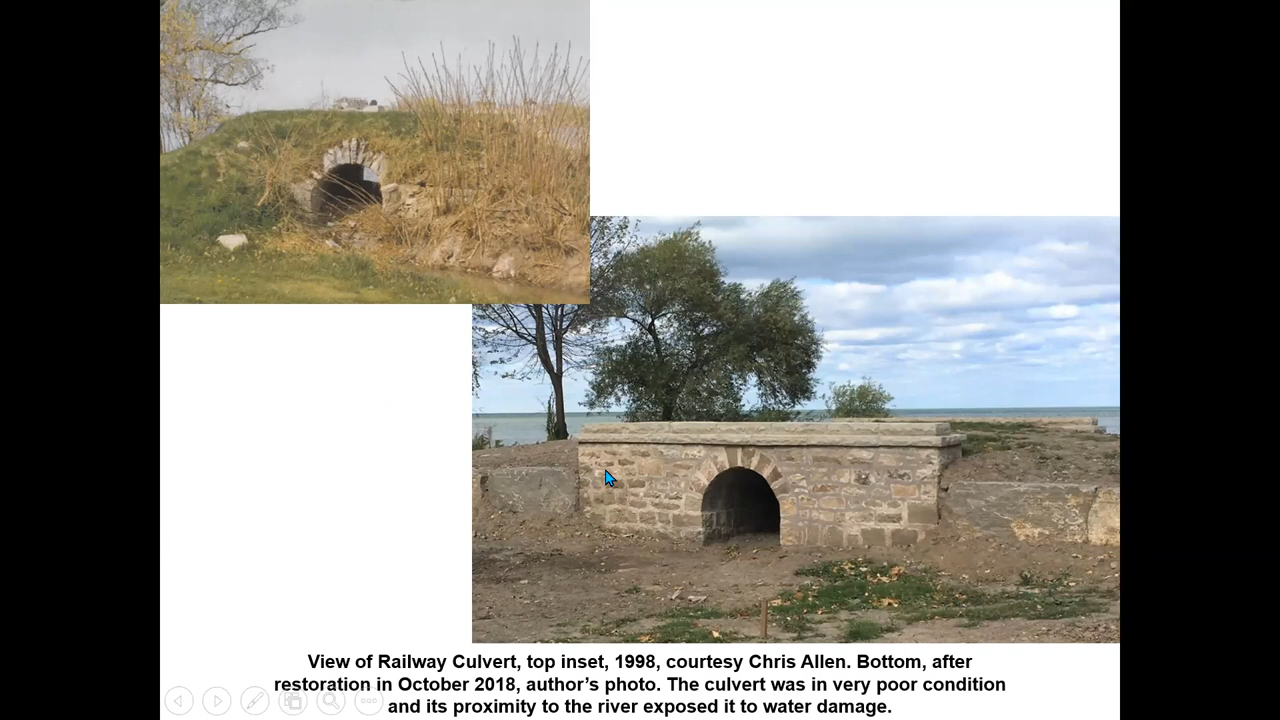 View of Railway Culvert, top inset, 1998, courtesy Chris Allen. Bottom, after
restoration in October 2018, author’s photo. The culvert was in very poor condition
and its proximity to the river exposed it to water damage.